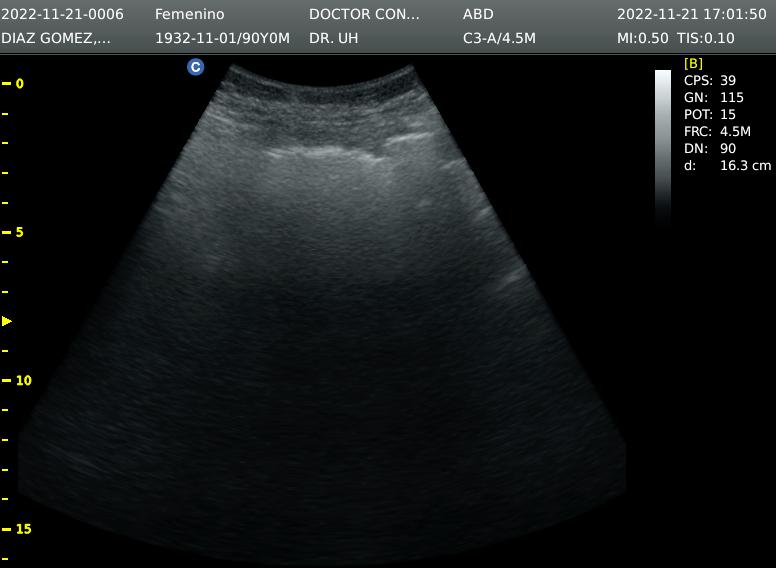 2022-11-21-0006 Femenino DOCTOR CON... ABD 2022-11-21 17:01:50
DIAZ GOMEZ,... 1932-11-01/90Y0M DR. UH C3-A/4.5M MI:0.50 TIS:0.10
C
[B]
CPS: 39
GN: 115
POT: 15
FRC: 4.5M
DN: 90
d: 16.3 cm
0
5
10
15